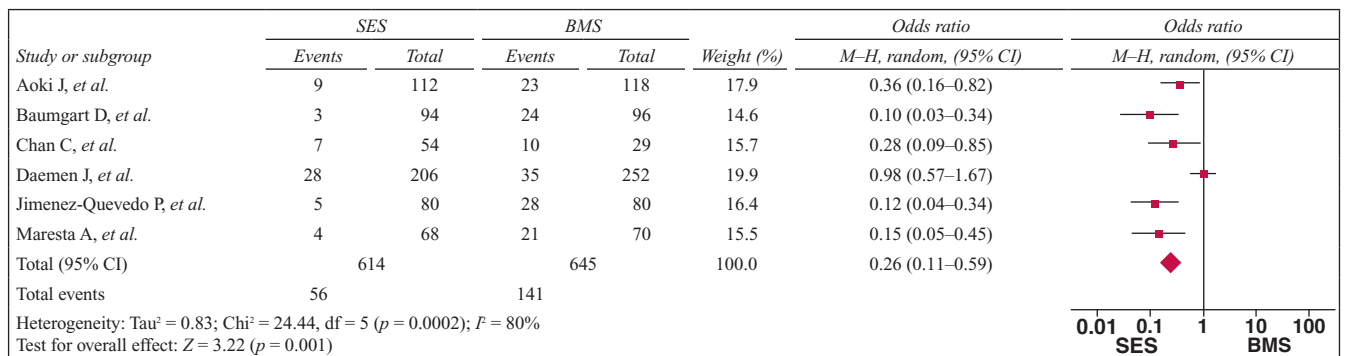 SES BMS Odds ratio Odds ratio
Study or subgroup Events Total Events Total Weight (%) M–H, random, (95% CI) M–H, random, (95% CI)
Aoki J, et al. 9 112 23 118 17.9 0.36 (0.16–0.82)
Baumgart D, et al. 3 94 24 96 14.6 0.10 (0.03–0.34)
Chan C, et al. 7 54 10 29 15.7 0.28 (0.09–0.85)
Daemen J, et al. 28 206 35 252 19.9 0.98 (0.57–1.67)
Jimenez-Quevedo P, et al. 5 80 28 80 16.4 0.12 (0.04–0.34)
Maresta A, et al. 4 68 21 70 15.5 0.15 (0.05–0.45)
Total (95% CI) 614 645 100.0 0.26 (0.11–0.59)
Total events 56 141
Heterogeneity: Tau² = 0.83; Chi² = 24.44, df = 5 (p = 0.0002); I² = 80%
Test for overall effect: Z = 3.22 (p = 0.001)
0.01 0.1 1 10 100
SES BMS